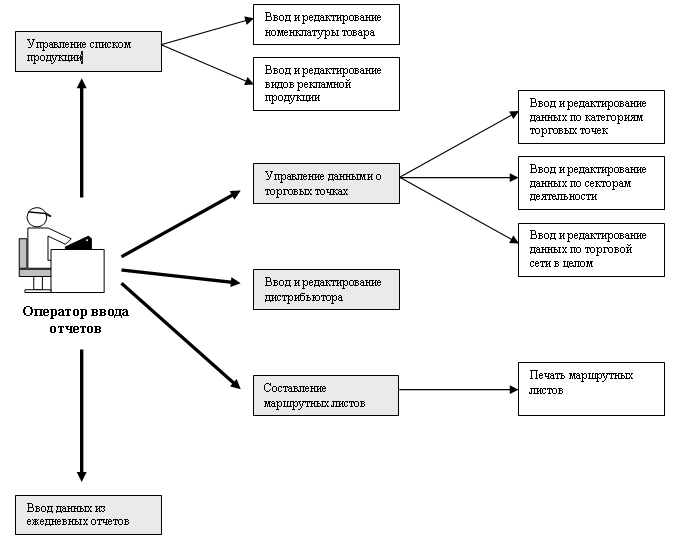 Управление списком
продукции
Ввод и редактирование
номенклатуры товара
Ввод и редактирование
видов рекламной
продукции
Управление данными о
торговых точках
Ввод и редактирование
данных по категориям
торговых точек
Ввод и редактирование
данных по секторам
деятельности
Ввод и редактирование
данных по торговой
сети в целом
Оператор ввода
отчетов
Ввод и редактирование
дистрибьютора
Составление
маршрутных листов
Печать маршрутных
листов
Ввод данных из
ежедневных отчетов